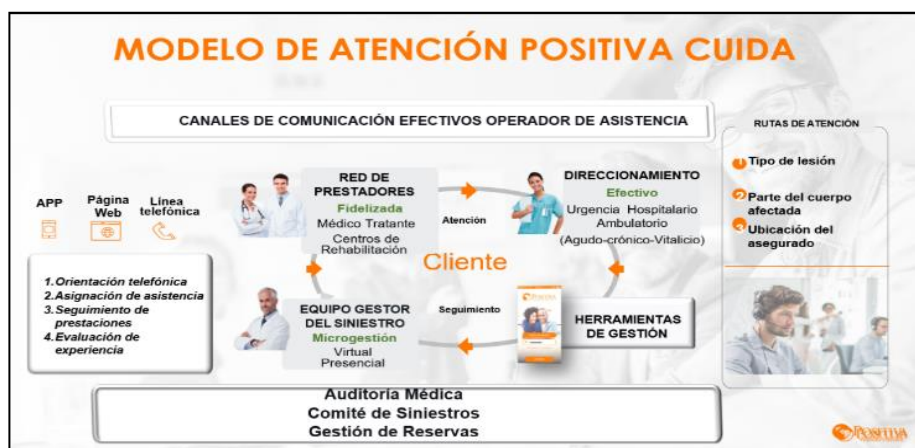 MODELO DE ATENCIÓN POSITIVA CUIDA
CANALES DE COMUNICACIÓN EFECTIVOS OPERADOR DE ASISTENCIA
APP
Página
Web
Línea
telefónica
1.Orientación telefónica
2.Asignación de asistencia
3.Seguimiento de
prestaciones
4.Evaluación de
experiencia
RED DE
PRESTADORES
Fidelizada
Médico Tratante
Centros de
Rehabilitación
Atención
DIRECCIONAMIENTO
Efectivo
Urgencia Hospitalario
Ambulatorio
(Agudo-crónico-Vitalicio)
Cliente
EQUIPO GESTOR
DEL SINIESTRO
Microgestión
Virtual
Presencial
Seguimiento
HERRAMIENTAS
DE GESTIÓN
RUTAS DE ATENCIÓN
1 Tipo de lesión
2 Parte del cuerpo
afectada
3 Ubicación del
asegurado
Auditoría Médica
Comité de Siniestros
Gestión de Reservas
POSITIVA